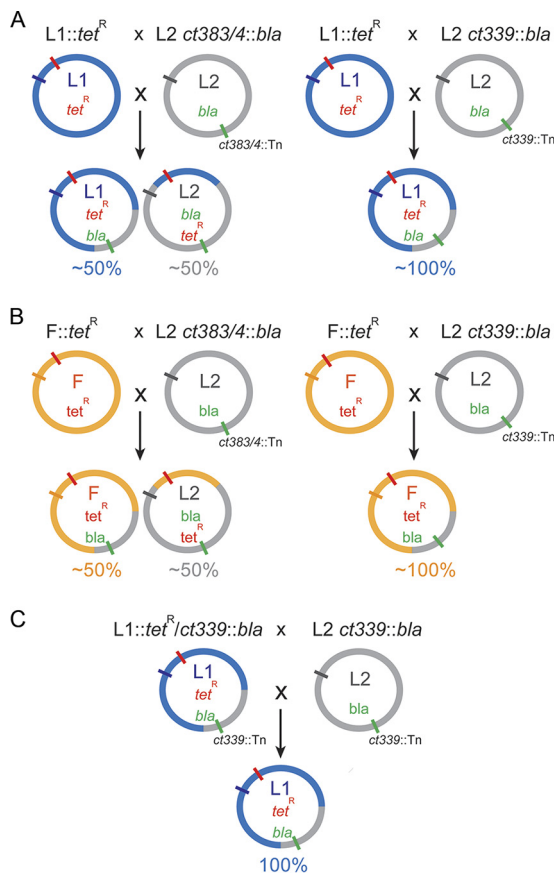 A
L1::tetR x L2 ct383/4::bla
L1::tetR x L2 ct339::bla
L1
tetR
x
L2
bla
ct383/4::Tn
L1
tetR
x
L2
bla
ct339::Tn
L1
tetR
bla
L2
bla
tetR
L1
tetR
bla
~50%
~50%
~100%
B
F::tetR x L2 ct383/4::bla
F::tetR x L2 ct339::bla
F
tetR
x
L2
bla
ct383/4::Tn
F
tetR
x
L2
bla
ct339::Tn
F
tetR
bla
L2
bla
tetR
F
tetR
bla
~50%
~50%
~100%
C
L1::tetR/ct339::bla x L2 ct339::bla
L1
tetR
bla
ct339::Tn
x
L2
bla
ct339::Tn
L1
tetR
bla
100%